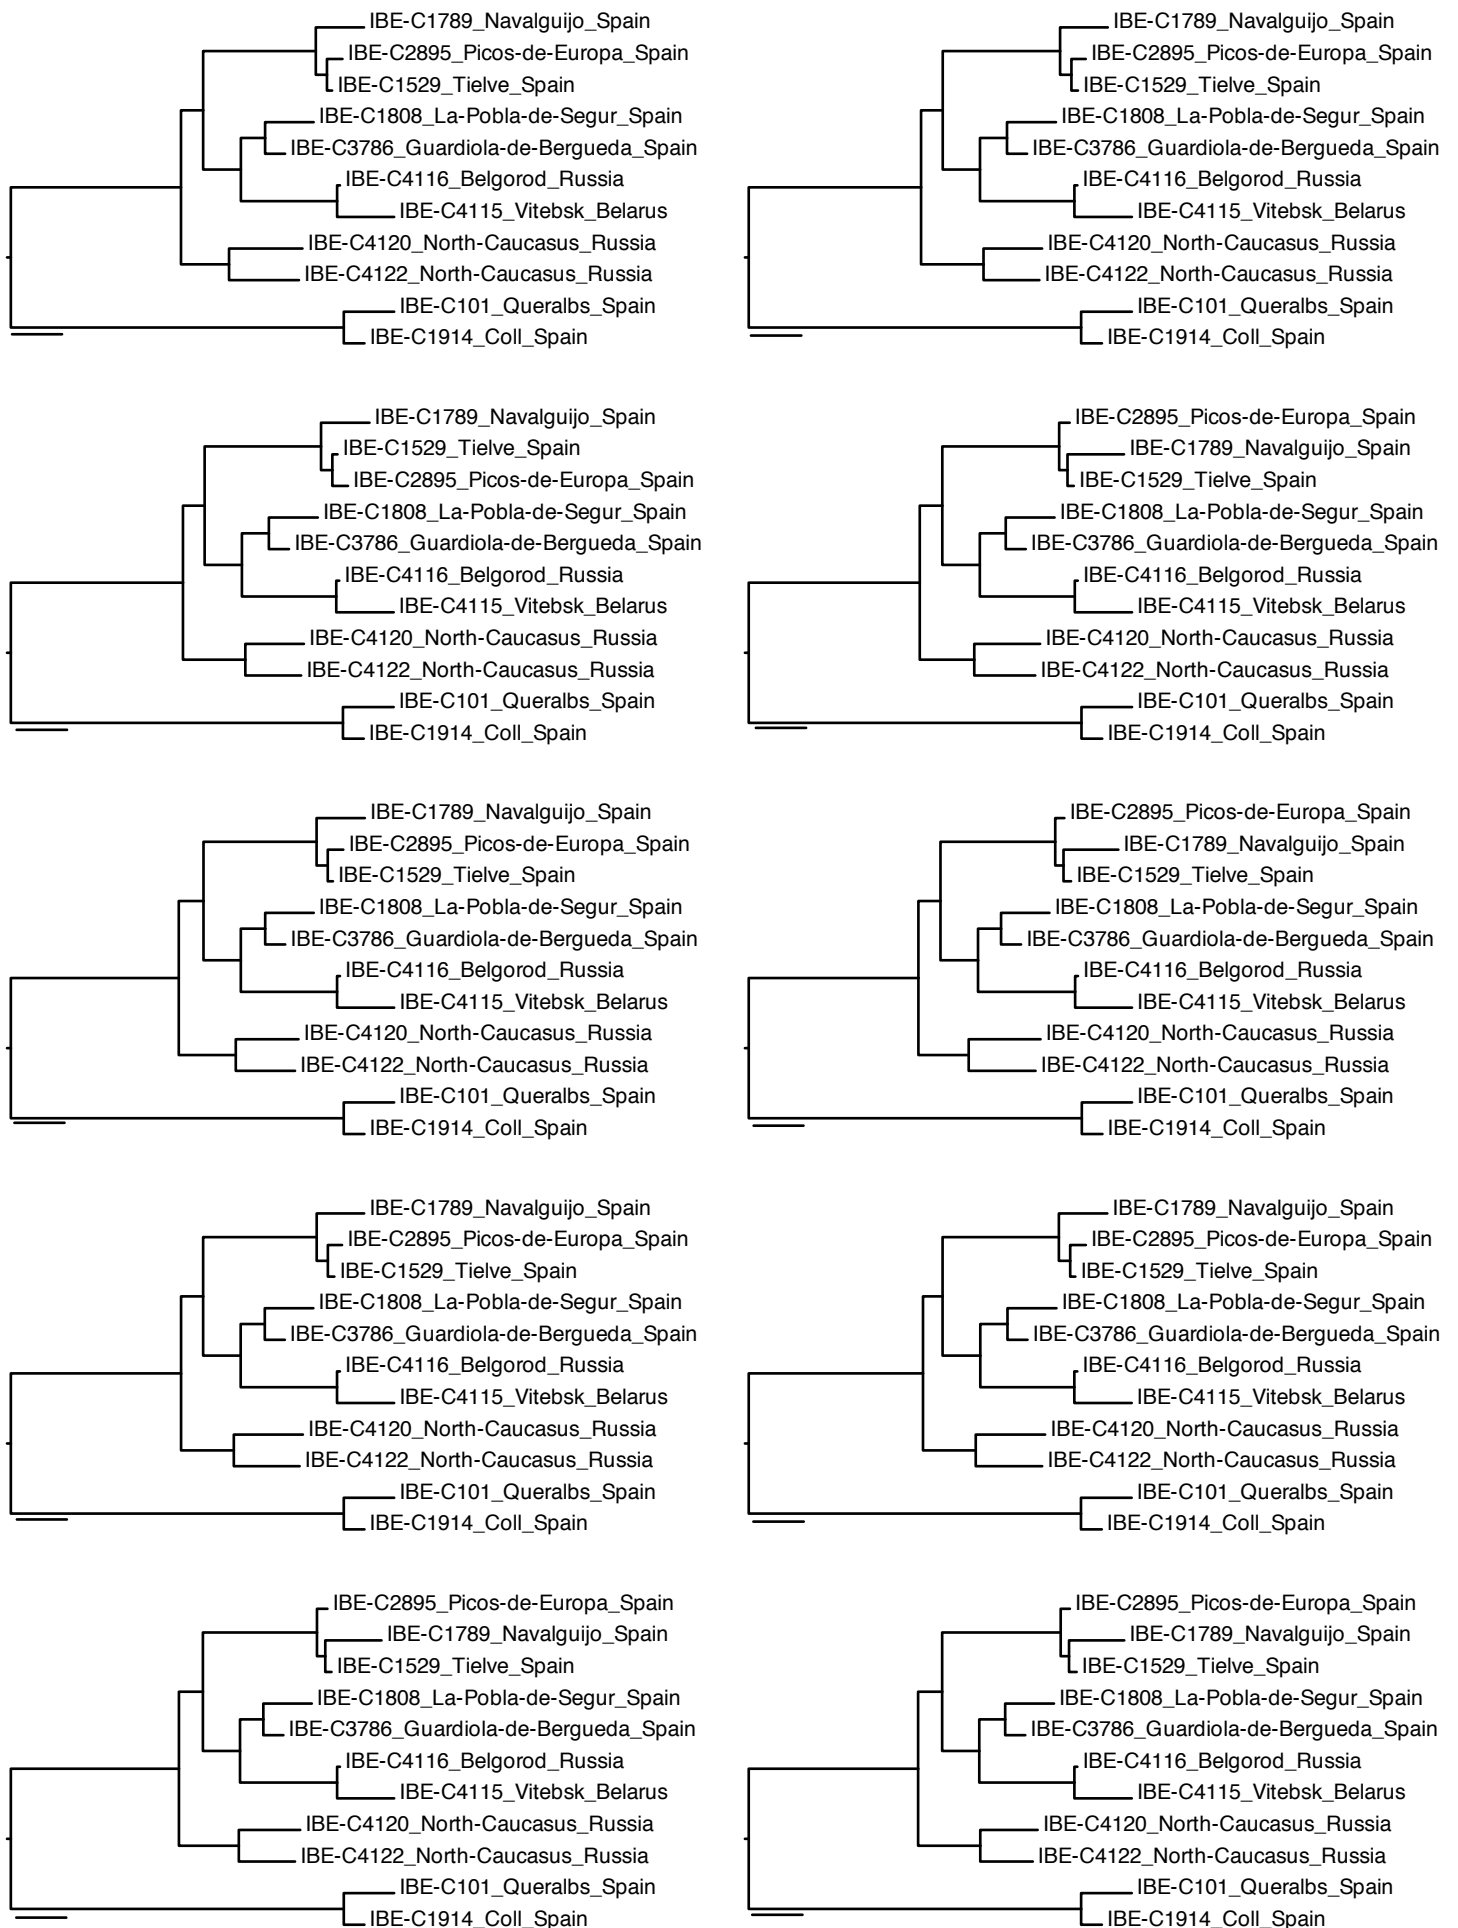 IBE-C1789_Navalguijo_Spain
IBE-C2895_Picos-de-Europa_Spain
IBE-C1529_Tielve_Spain
IBE-C1808_La-Pobla-de-Segur_Spain
IBE-C3786_Guardiola-de-Bergueda_Spain
IBE-C4116_Belgorod_Russia
IBE-C4115_Vitebsk_Belarus
IBE-C4120_North-Caucasus_Russia
IBE-C4122_North-Caucasus_Russia
IBE-C101_Queralbs_Spain
IBE-C1914_Coll_Spain
IBE-C1789_Navalguijo_Spain
IBE-C2895_Picos-de-Europa_Spain
IBE-C1529_Tielve_Spain
IBE-C1808_La-Pobla-de-Segur_Spain
IBE-C3786_Guardiola-de-Bergueda_Spain
IBE-C4116_Belgorod_Russia
IBE-C4115_Vitebsk_Belarus
IBE-C4120_North-Caucasus_Russia
IBE-C4122_North-Caucasus_Russia
IBE-C101_Queralbs_Spain
IBE-C1914_Coll_Spain
IBE-C1789_Navalguijo_Spain
IBE-C1529_Tielve_Spain
IBE-C2895_Picos-de-Europa_Spain
IBE-C1808_La-Pobla-de-Segur_Spain
IBE-C3786_Guardiola-de-Bergueda_Spain
IBE-C4116_Belgorod_Russia
IBE-C4115_Vitebsk_Belarus
IBE-C4120_North-Caucasus_Russia
IBE-C4122_North-Caucasus_Russia
IBE-C101_Queralbs_Spain
IBE-C1914_Coll_Spain
IBE-C2895_Picos-de-Europa_Spain
IBE-C1789_Navalguijo_Spain
IBE-C1529_Tielve_Spain
IBE-C1808_La-Pobla-de-Segur_Spain
IBE-C3786_Guardiola-de-Bergueda_Spain
IBE-C4116_Belgorod_Russia
IBE-C4115_Vitebsk_Belarus
IBE-C4120_North-Caucasus_Russia
IBE-C4122_North-Caucasus_Russia
IBE-C101_Queralbs_Spain
IBE-C1914_Coll_Spain
IBE-C1789_Navalguijo_Spain
IBE-C2895_Picos-de-Europa_Spain
IBE-C1529_Tielve_Spain
IBE-C1808_La-Pobla-de-Segur_Spain
IBE-C3786_Guardiola-de-Bergueda_Spain
IBE-C4116_Belgorod_Russia
IBE-C4115_Vitebsk_Belarus
IBE-C4120_North-Caucasus_Russia
IBE-C4122_North-Caucasus_Russia
IBE-C101_Queralbs_Spain
IBE-C1914_Coll_Spain
IBE-C2895_Picos-de-Europa_Spain
IBE-C1789_Navalguijo_Spain
IBE-C1529_Tielve_Spain
IBE-C1808_La-Pobla-de-Segur_Spain
IBE-C3786_Guardiola-de-Bergueda_Spain
IBE-C4116_Belgorod_Russia
IBE-C4115_Vitebsk_Belarus
IBE-C4120_North-Caucasus_Russia
IBE-C4122_North-Caucasus_Russia
IBE-C101_Queralbs_Spain
IBE-C1914_Coll_Spain
IBE-C1789_Navalguijo_Spain
IBE-C2895_Picos-de-Europa_Spain
IBE-C1529_Tielve_Spain
IBE-C1808_La-Pobla-de-Segur_Spain
IBE-C3786_Guardiola-de-Bergueda_Spain
IBE-C4116_Belgorod_Russia
IBE-C4115_Vitebsk_Belarus
IBE-C4120_North-Caucasus_Russia
IBE-C4122_North-Caucasus_Russia
IBE-C101_Queralbs_Spain
IBE-C1914_Coll_Spain
IBE-C1789_Navalguijo_Spain
IBE-C2895_Picos-de-Europa_Spain
IBE-C1529_Tielve_Spain
IBE-C1808_La-Pobla-de-Segur_Spain
IBE-C3786_Guardiola-de-Bergueda_Spain
IBE-C4116_Belgorod_Russia
IBE-C4115_Vitebsk_Belarus
IBE-C4120_North-Caucasus_Russia
IBE-C4122_North-Caucasus_Russia
IBE-C101_Queralbs_Spain
IBE-C1914_Coll_Spain
IBE-C2895_Picos-de-Europa_Spain
IBE-C1789_Navalguijo_Spain
IBE-C1529_Tielve_Spain
IBE-C1808_La-Pobla-de-Segur_Spain
IBE-C3786_Guardiola-de-Bergueda_Spain
IBE-C4116_Belgorod_Russia
IBE-C4115_Vitebsk_Belarus
IBE-C4120_North-Caucasus_Russia
IBE-C4122_North-Caucasus_Russia
IBE-C101_Queralbs_Spain
IBE-C1914_Coll_Spain
IBE-C2895_Picos-de-Europa_Spain
IBE-C1789_Navalguijo_Spain
IBE-C1529_Tielve_Spain
IBE-C1808_La-Pobla-de-Segur_Spain
IBE-C3786_Guardiola-de-Bergueda_Spain
IBE-C4116_Belgorod_Russia
IBE-C4115_Vitebsk_Belarus
IBE-C4120_North-Caucasus_Russia
IBE-C4122_North-Caucasus_Russia
IBE-C101_Queralbs_Spain
IBE-C1914_Coll_Spain